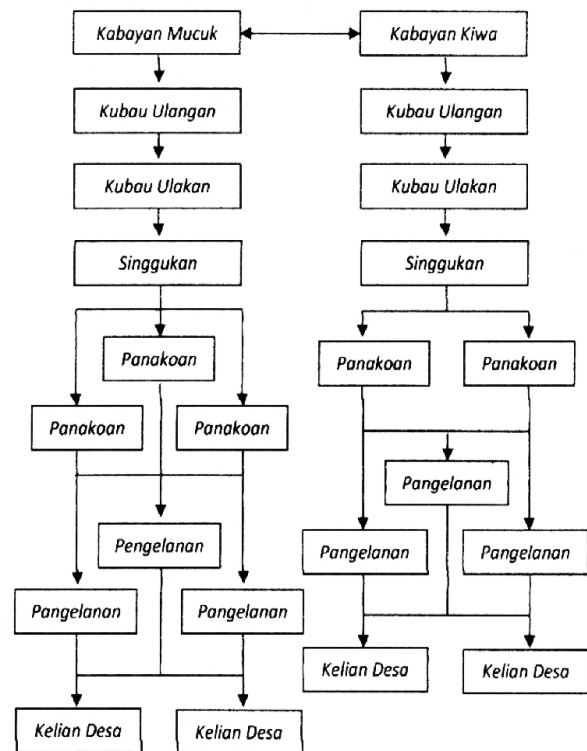 Kabayan Mucuk
Kabayan Kiwa
Kubau Ulangan
Kubau Ulangan
Kubau Ulakan
Kubau Ulakan
Singgukan
Singgukan
Panakoan
Panakoan
Panakoan
Panakoan
Panakoan
Pangelanan
Pengelanan
Pangelanan
Pangelanan
Pangelanan
Pangelanan
Kelian Desa
Kelian Desa
Kelian Desa
Kelian Desa